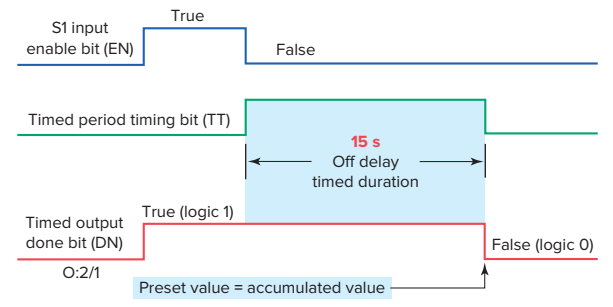 True
S1 input
enable bit (EN)
False
Timed period timing bit (TT)
15 s
Off delay
timed duration
True (logic 1)
Timed output
done bit (DN)
False (logic 0)
O:2/1
Preset value = accumulated value